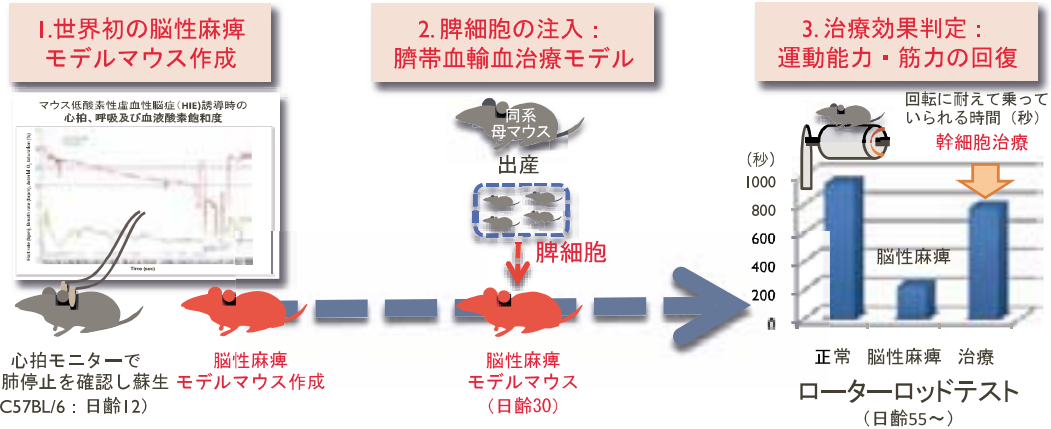 1.世界初の脳性麻痺
モデルマウス作成
マウス低酸素性虚血性脳症（HIE）誘導時の
心拍、呼吸及び血液酸素飽和度
Time (sec)
心拍モニターで
肺停止を確認し蘇生
C57BL/6：日齢12）
脳性麻痺
モデルマウス作成
2. 脾細胞の注入：
臍帯血輸血治療モデル
同系
母マウス
出産
脾細胞
脳性麻痺
モデルマウス
（日齢30）
3. 治療効果判定：
運動能力・筋力の回復
回転に耐えて乗って
いられる時間（秒）
幹細胞治療
（秒）
1000
800
600
400
200
0
脳性麻痺
正常 脳性麻痺 治療
ローターロッドテスト
（日齢55～）